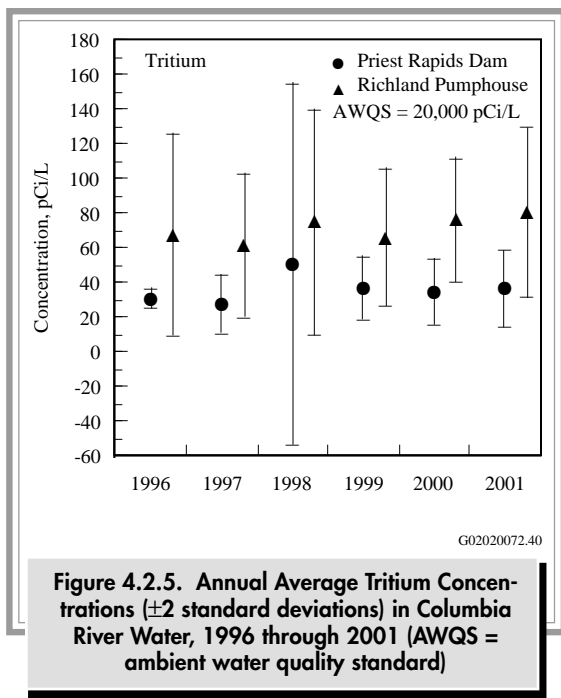 180
160
140
120
100
80
60
40
20
0
-20
-40
-60
Concentration, pCi/L
Tritium
Priest Rapids Dam
Richland Pumphouse
AWQS = 20,000 pCi/L
1996 1997 1998 1999 2000 2001
G02020072.40
Figure 4.2.5. Annual Average Tritium Concen-
trations (±2 standard deviations) in Columbia
River Water, 1996 through 2001 (AWQS =
ambient water quality standard)